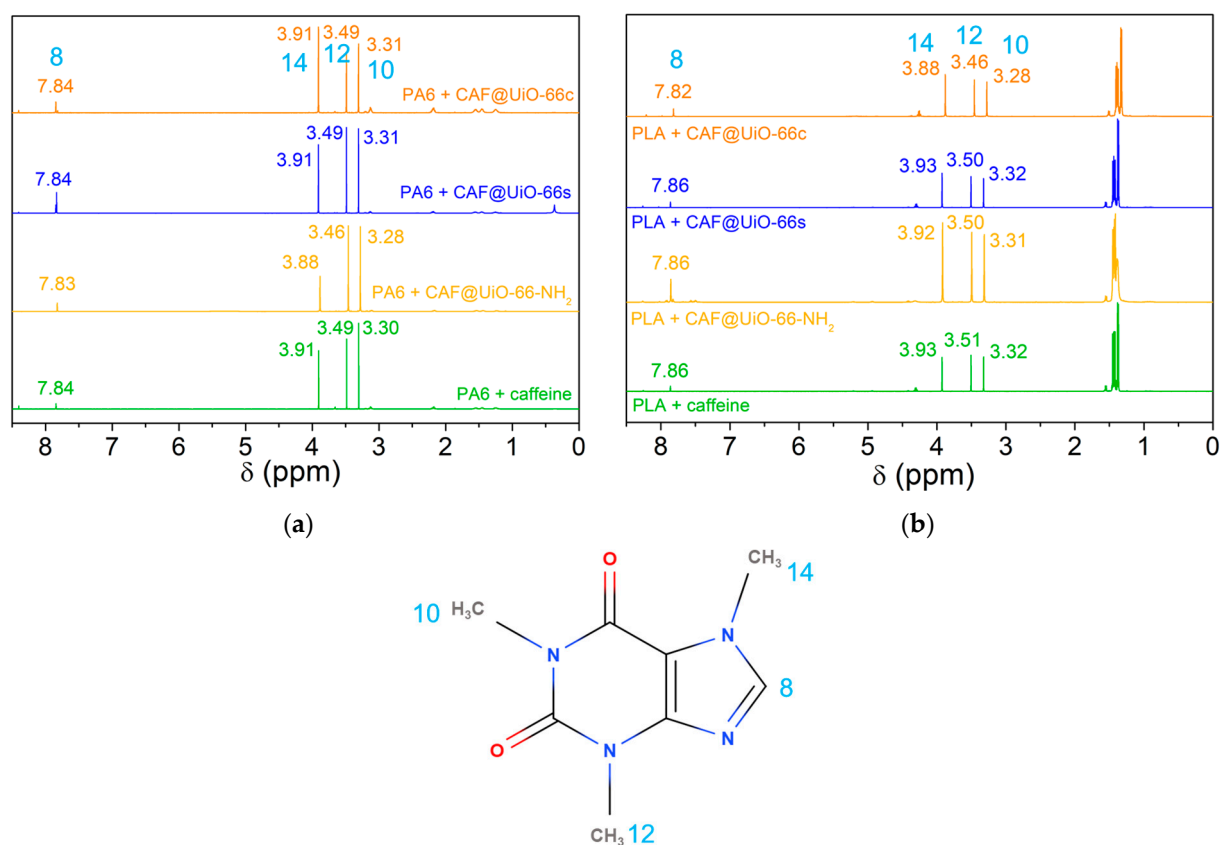 3.91 3.49
8 14 12 3.31
10
7.84
PA6 + CAF@UiO-66c
3.49 3.31
3.91
7.84
PA6 + CAF@UiO-66s
3.46 3.28
3.88
7.83
PA6 + CAF@UiO-66-NH2
3.49 3.30
3.91
7.84
PA6 + caffeine
8 7 6 5 4 3 2 1 0
δ (ppm)
(a)
8 14 12 10
3.88 3.46 3.28
7.82
PLA + CAF@UiO-66c
3.93 3.50 3.32
7.86
PLA + CAF@UiO-66s
3.92 3.50 3.31
7.86
PLA + CAF@UiO-66-NH2
3.93 3.51 3.32
7.86
PLA + caffeine
8 7 6 5 4 3 2 1 0
δ (ppm)
(b)
O CH3 14
10 H3C
N N
8
O N N
CH3 12